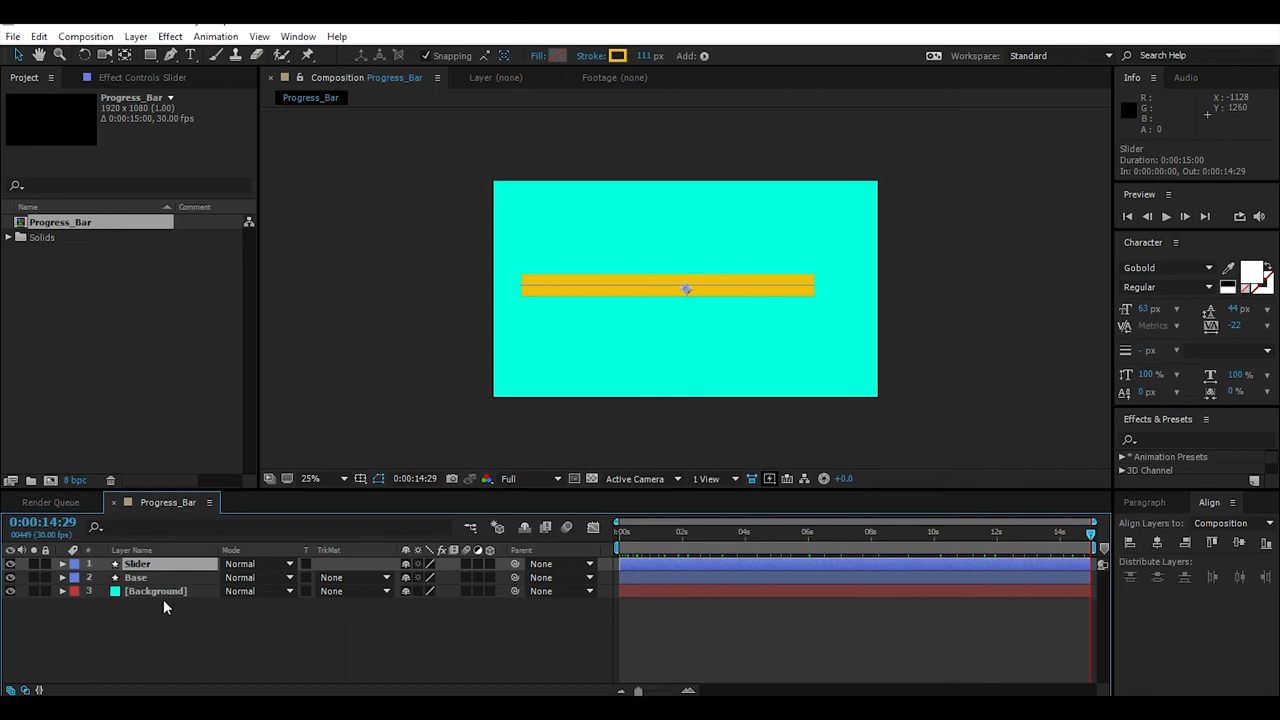 File Edit Composition Layer Effect Animation View Window Help
Snapping Fill: Stroke: 111 px Add: Workspace: Standard Search Help
Project Effect Controls Slider Composition Progress_Bar Layer (none) Footage (none) Info Audio
Progress_Bar
1920 x 1080 (1.00)
Δ 0:00:15:00, 30.00 fps
Progress_Bar
R: X: -1128
G: Y: 1260
B:
A: 0
Slider
Duration: 0:00:15:00
In: 0:00:00:00, Out: 0:00:14:29
Name Comment
Progress_Bar
Solids
Preview
Character
Gobold
Regular
63 px 44 px
Metrics -22
- px
100 % 100 %
0 px 0 %
Effects & Presets
* Animation Presets
3D Channel
8 bpc 25% 0:00:14:29 Full Active Camera 1 View +0.0
Render Queue Progress_Bar Paragraph Align
0:00:14:29
00449 (30.00 fps)
Align Layers to: Composition
02s 04s 06s 08s 10s 12s 14s
# Layer Name Mode T TrkMat Parent
1 Slider Normal None
2 Base Normal None None
3 [Background] Normal None None
Distribute Layers: